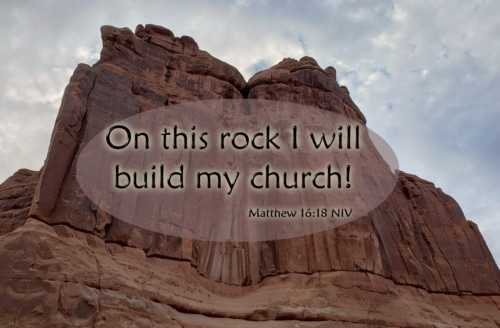 On this rock I will
build my church!
Matthew 16:18 NIV